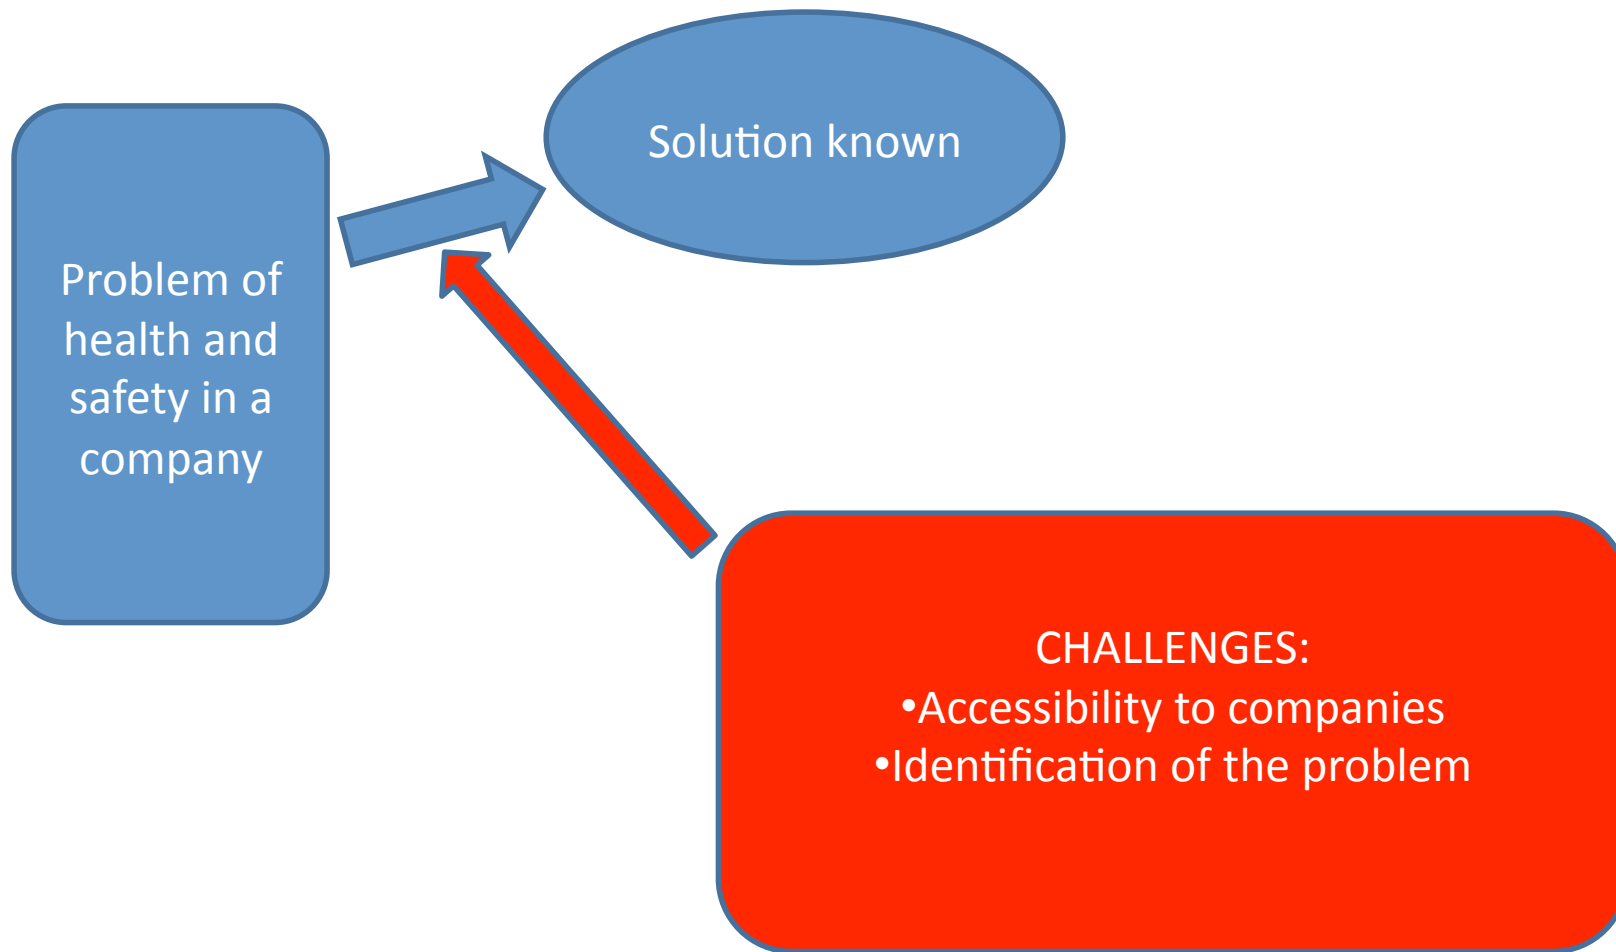 Solution known
Problem of
health and
safety in a
company
CHALLENGES:
•Accessibility to companies
•Identification of the problem